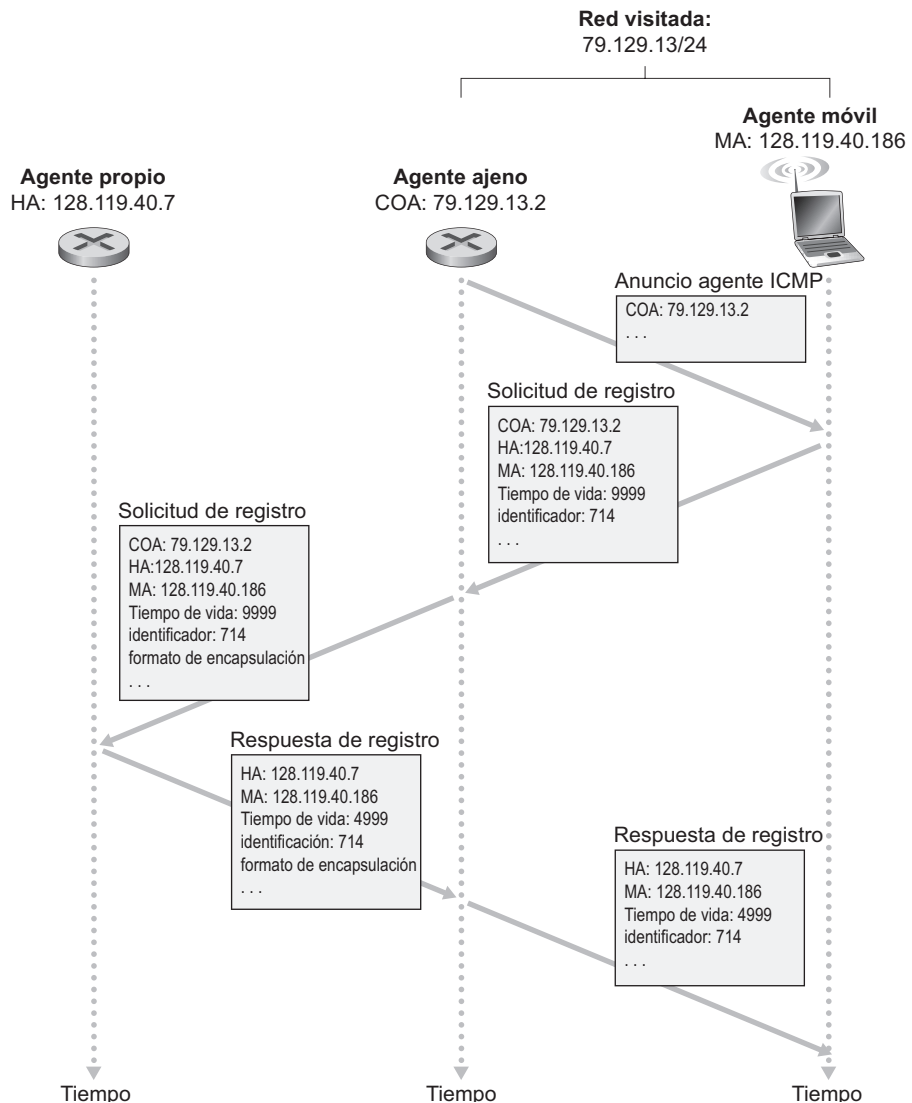 Red visitada:
79.129.13/24
Agente móvil
MA: 128.119.40.186
Agente propio
HA: 128.119.40.7
Agente ajeno
COA: 79.129.13.2
Anuncio agente ICMP
COA: 79.129.13.2
. . .
Solicitud de registro
COA: 79.129.13.2
HA:128.119.40.7
MA: 128.119.40.186
Tiempo de vida: 9999
identificador: 714
. . .
Solicitud de registro
COA: 79.129.13.2
HA:128.119.40.7
MA: 128.119.40.186
Tiempo de vida: 9999
identificador: 714
formato de encapsulación
. . .
Respuesta de registro
HA: 128.119.40.7
MA: 128.119.40.186
Tiempo de vida: 4999
identificación: 714
formato de encapsulación
. . .
Respuesta de registro
HA: 128.119.40.7
MA: 128.119.40.186
Tiempo de vida: 4999
identificador: 714
. . .
Tiempo
Tiempo
Tiempo